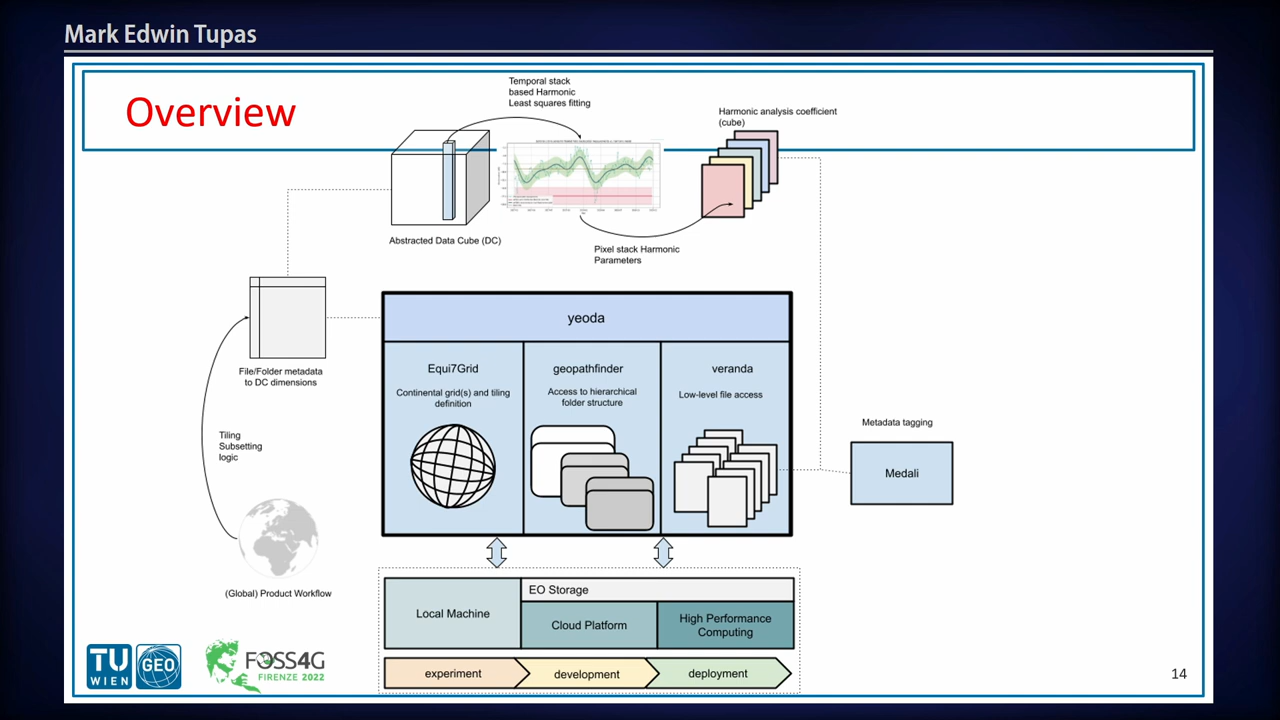 Mark Edwin Tupas
Overview
Temporal stack
based Harmonic
Least squares fitting
Harmonic analysis coefficient
(cube)
Abstracted Data Cube (DC)
Pixel stack Harmonic
Parameters
File/Folder metadata
to DC dimensions
yeoda
Equi7Grid
Continental grid(s) and tiling
definition
geopathfinder
Access to hierarchical
folder structure
veranda
Low-level file access
Tiling
Subsetting
logic
Metadata tagging
Medali
(Global) Product Workflow
Local Machine
EO Storage
Cloud Platform
High Performance
Computing
experiment
development
deployment
TU
WIEN
GEO
FOSS4G
FIRENZE 2022
14